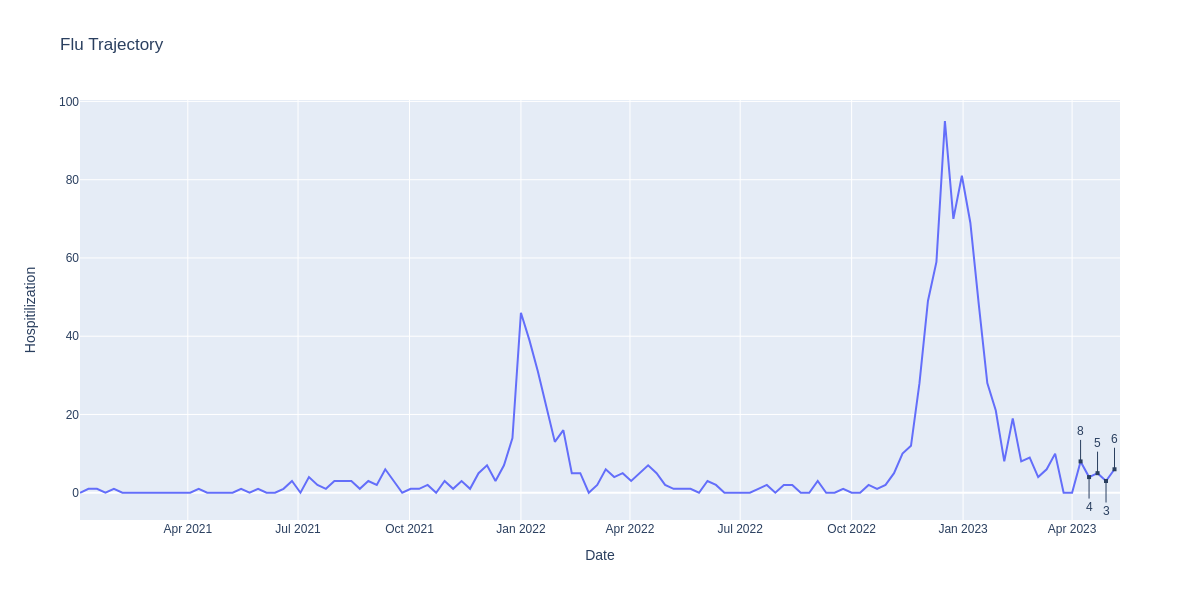 Flu Trajectory
100
80
60
40
20
0
Hospitilization
8
4
5
3
6
Apr 2021
Jul 2021
Oct 2021
Jan 2022
Apr 2022
Jul 2022
Oct 2022
Jan 2023
Apr 2023
Date